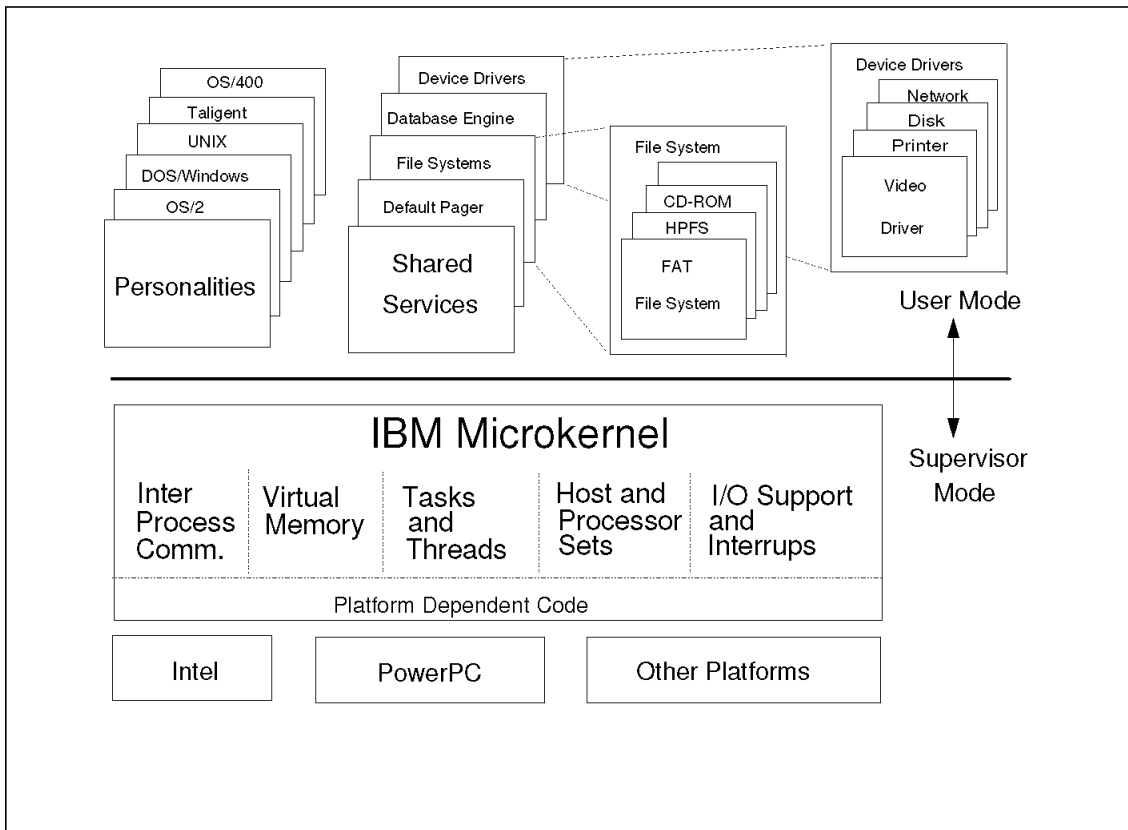 OS/400
Taligent
UNIX
DOS/Windows
OS/2
Personalities
Device Drivers
Database Engine
File Systems
Default Pager
Shared
Services
File System
CD-ROM
HPFS
FAT
File System
Device Drivers
Network
Disk
Printer
Video
Driver
User Mode
Supervisor
Mode
IBM Microkernel
Inter
Process
Comm.
Virtual
Memory
Tasks
and
Threads
Host and
Processor
Sets
I/O Support
and
Interrups
Platform Dependent Code
Intel
PowerPC
Other Platforms